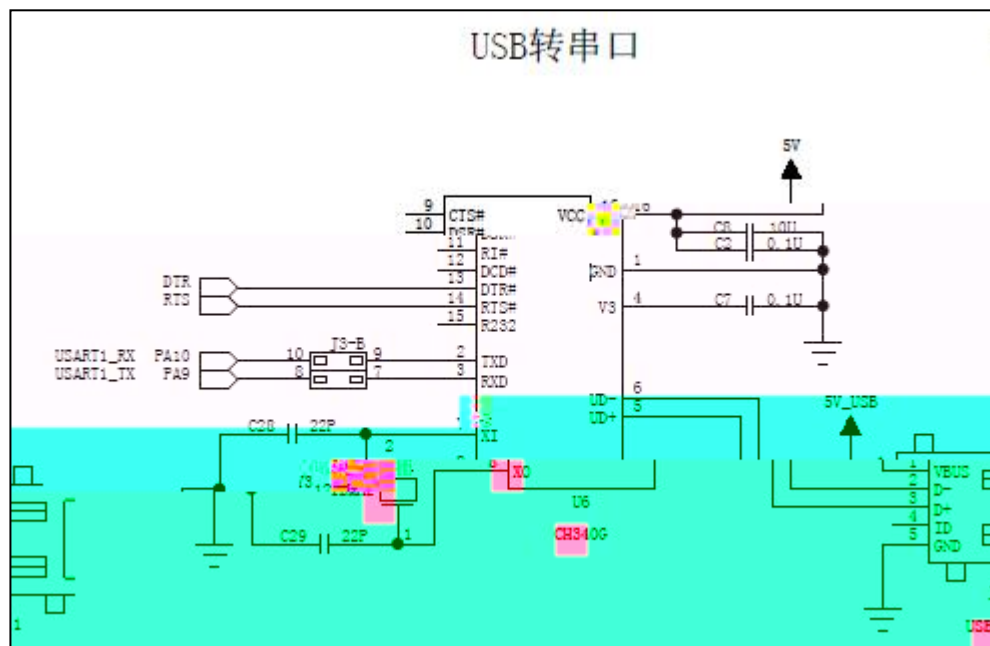 USB转串口
5V
9 CTS# VCC
10
C8 10U
11 C2 0.1U
12 RI# GND 1
13 DCD#
DTR DTR#
RTS 14 RTS# V3 4 C7 0.1U
15 R232
J3-B
USART1_RX PA10 10 9 2 TXD
USART1_TX PA9 8 7 3 RXD
UD- 6
UD+ 5 5V_USB
C28 22P XI
2
XO 1 VBUS
2 D-
U6 3 D+
4 ID
C29 22P 1 CH340G 5 GND
1 USB